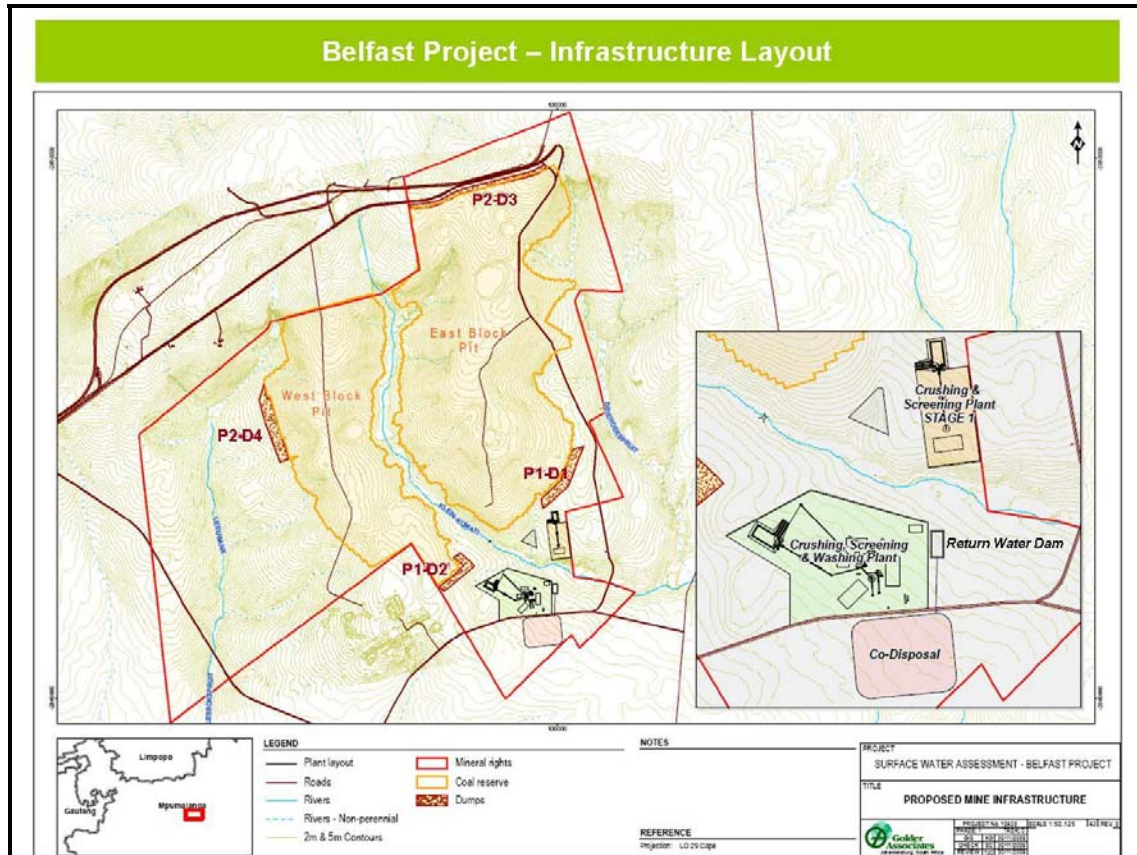 Belfast Project – Infrastructure Layout
N
P2-D3
East Block
Pit
West Block
Pit
P2-D4
P1-D1
KLEIN-KOMATI
P1-D2
Crushing &
Screening Plant
STAGE 1
Crushing, Screening
& Washing Plant
Return Water Dam
Co-Disposal
Limpopo
Gauteng
Mpumalanga
LEGEND
Plant layout
Roads
Rivers
Rivers - Non-perennial
2m & 5m Contours
Mineral rights
Coal reserve
Dumps
NOTES
REFERENCE
Projection: LO 29 Cape
PROJECT
SURFACE WATER ASSESSMENT - BELFAST PROJECT
TITLE
PROPOSED MINE INFRASTRUCTURE
Golder
Associates